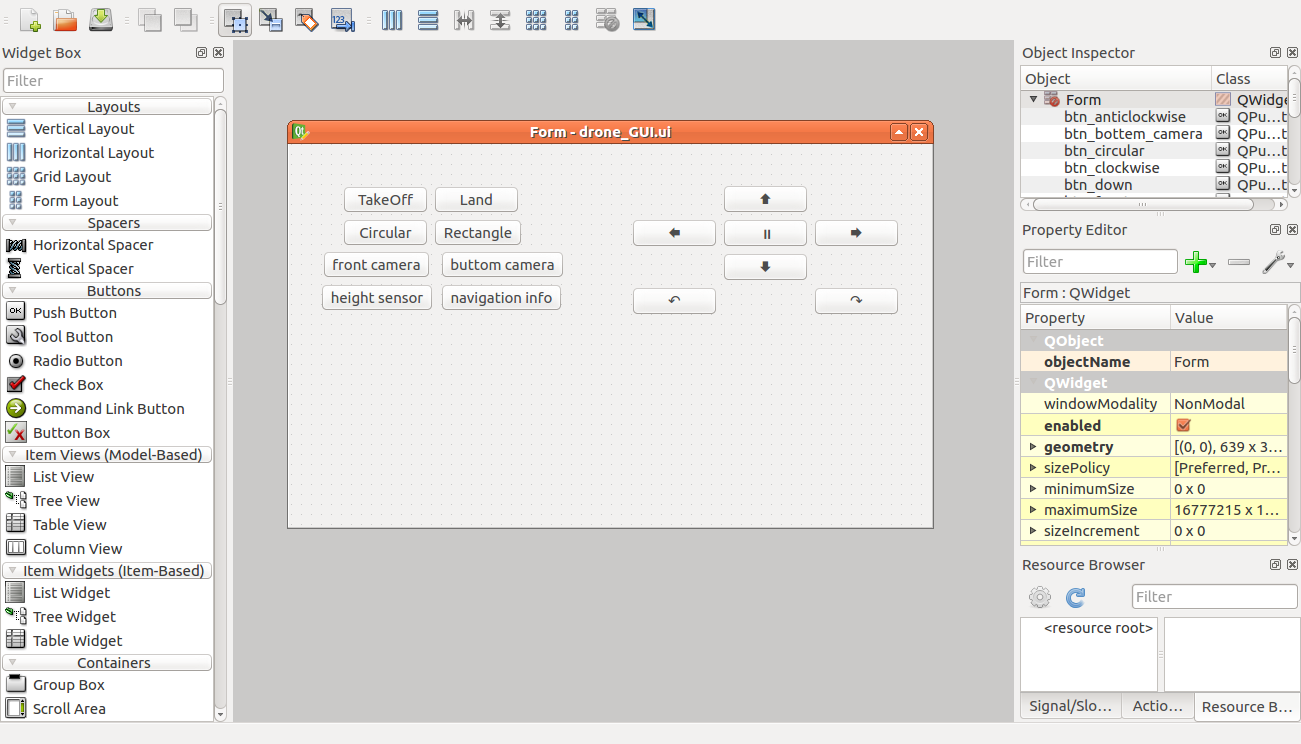 Widget Box
Filter
Layouts
Vertical Layout
Horizontal Layout
Grid Layout
Form Layout
Spacers
Horizontal Spacer
Vertical Spacer
Buttons
Push Button
Tool Button
Radio Button
Check Box
Command Link Button
Button Box
Item Views (Model-Based)
List View
Tree View
Table View
Column View
Item Widgets (Item-Based)
List Widget
Tree Widget
Table Widget
Containers
Group Box
Scroll Area
Form - drone_GUI.ui
TakeOff Land
Circular Rectangle
front camera buttom camera
height sensor navigation info
Object Inspector
Object Class
Form QWidge
btn_anticlockwise QPu...t
btn_bottem_camera QPu...t
btn_circular QPu...t
btn_clockwise QPu...t
btn_down QPu...t
Property Editor
Filter
Form : QWidget
Property Value
QObject
objectName Form
QWidget
windowModality NonModal
enabled
geometry [(0, 0), 639 x 3...
sizePolicy [Preferred, Pr...
minimumSize 0 x 0
maximumSize 16777215 x 1...
sizeIncrement 0 x 0
Resource Browser
Filter
<resource root>
Signal/Slo... Actio... Resource B...